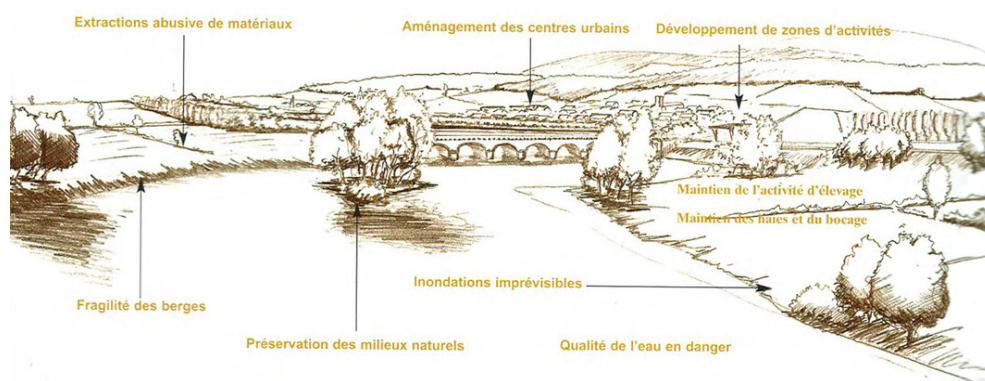 Extractions abusive de matériaux
Aménagement des centres urbains
Développement de zones d'activités
Maintien de l'activité d'élevage
Maintien des haies et du bocage
Inondations imprévisibles
Fragilité des berges
Préservation des milieux naturels
Qualité de l'eau en danger